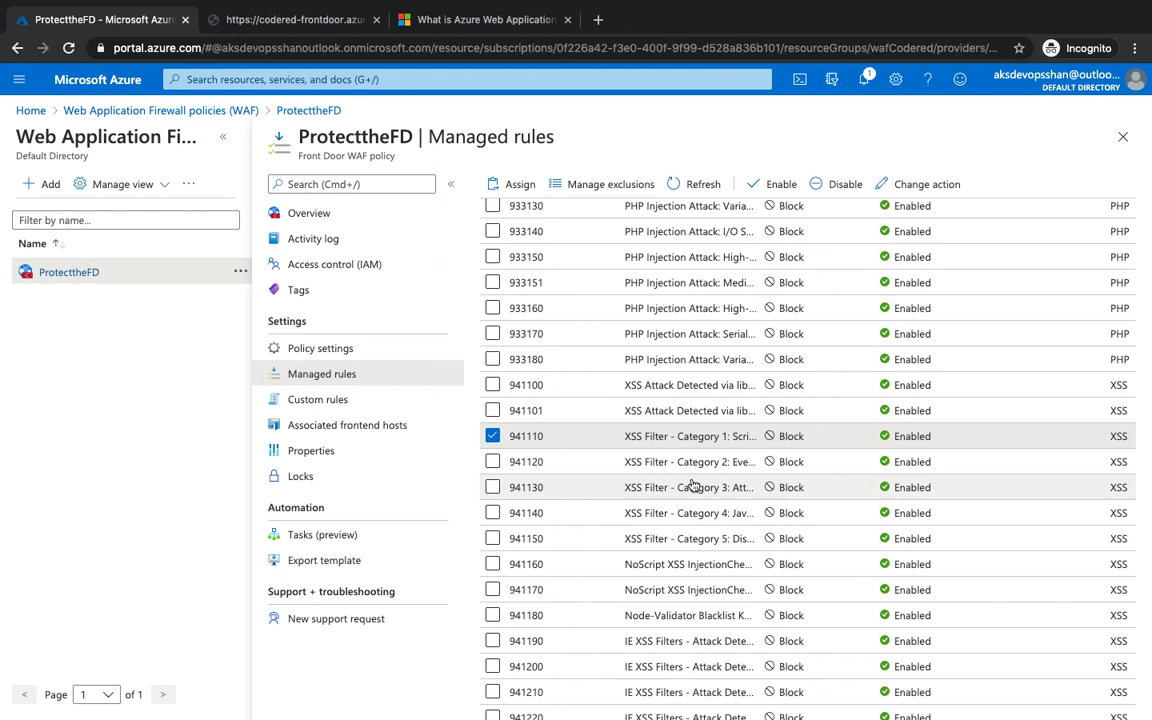 ProtecttheFD - Microsoft Azure
https://codered-frontdoor.azur
What is Azure Web Application
portal.azure.com/#@aksdevopsshanoutlook.onmicrosoft.com/resource/subscriptions/0f226a42-f3e0-400f-9f99-d528a836b101/resourceGroups/wafCodered/providers/...
Incognito
Microsoft Azure
Search resources, services, and docs (G+/)
1
aksdevopsshan@outloo...
DEFAULT DIRECTORY
Home > Web Application Firewall policies (WAF) > ProtecttheFD
Web Application Fi...
Default Directory
Add
Manage view
Filter by name...
Name
ProtecttheFD
Page 1 of 1
ProtecttheFD | Managed rules
Front Door WAF policy
Search (Cmd+/)
Overview
Activity log
Access control (IAM)
Tags
Settings
Policy settings
Managed rules
Custom rules
Associated frontend hosts
Properties
Locks
Automation
Tasks (preview)
Export template
Support + troubleshooting
New support request
Assign
Manage exclusions
Refresh
Enable
Disable
Change action
933130 PHP Injection Attack: Varia... Block Enabled PHP
933140 PHP Injection Attack: I/O S... Block Enabled PHP
933150 PHP Injection Attack: High-... Block Enabled PHP
933151 PHP Injection Attack: Medi... Block Enabled PHP
933160 PHP Injection Attack: High-... Block Enabled PHP
933170 PHP Injection Attack: Serial... Block Enabled PHP
933180 PHP Injection Attack: Varia... Block Enabled PHP
941100 XSS Attack Detected via lib... Block Enabled XSS
941101 XSS Attack Detected via lib... Block Enabled XSS
941110 XSS Filter - Category 1: Scri... Block Enabled XSS
941120 XSS Filter - Category 2: Eve... Block Enabled XSS
941130 XSS Filter - Category 3: Att... Block Enabled XSS
941140 XSS Filter - Category 4: Jav... Block Enabled XSS
941150 XSS Filter - Category 5: Dis... Block Enabled XSS
941160 NoScript XSS InjectionChe... Block Enabled XSS
941170 NoScript XSS InjectionChe... Block Enabled XSS
941180 Node-Validator Blacklist K... Block Enabled XSS
941190 IE XSS Filters - Attack Dete... Block Enabled XSS
941200 IE XSS Filters - Attack Dete... Block Enabled XSS
941210 IE XSS Filters - Attack Dete... Block Enabled XSS
941220 IE XSS Filters - Attack Dete... Block Enabled XSS